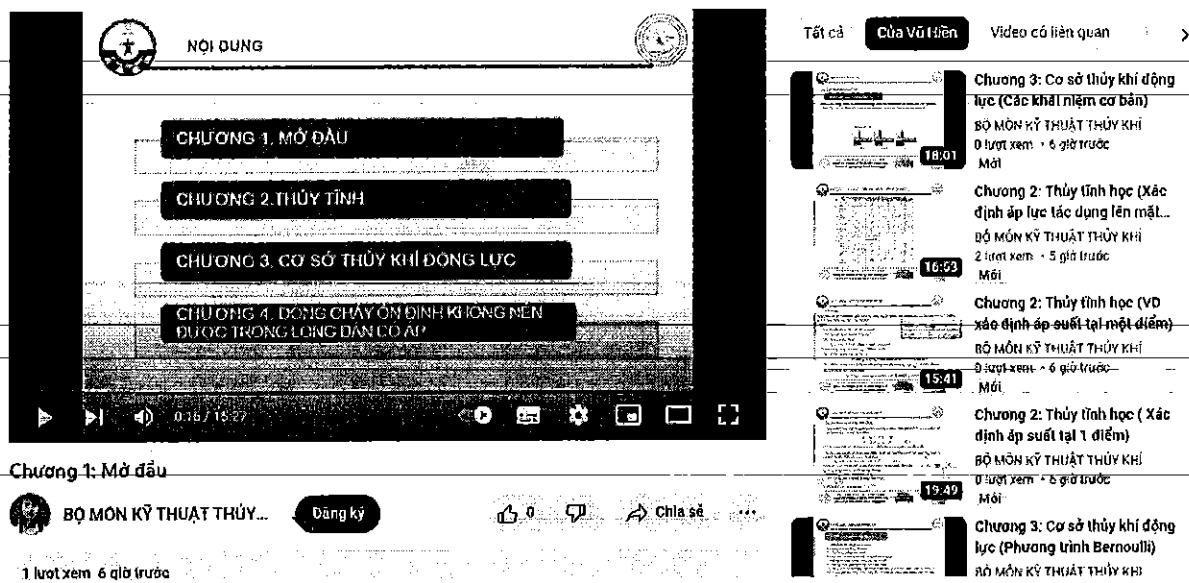 NỘI DUNG
CHƯƠNG 1. MỞ ĐẦU
CHƯƠNG 2.THỦY TĨNH
CHƯƠNG 3. CƠ SỞ THỦY KHÍ ĐỘNG LỰC
CHƯƠNG 4. DÒNG CHẢY ỔN ĐỊNH KHÔNG NÉN
ĐƯỢC TRONG LÒNG DẪN CÓ ÁP
0:16 / 15:27
Chương 1: Mở đầu
BỘ MÔN KỸ THUẬT THỦY...
Đăng ký
0
Chia sẻ
1 lượt xem 6 giờ trước
Tất cả
Của Vũ Hiền
Video có liên quan
18:01
Chương 3: Cơ sở thủy khí động
lực (Các khái niệm cơ bản)
BỘ MÔN KỸ THUẬT THỦY KHÍ
0 lượt xem • 6 giờ trước
Mới
16:53
Chương 2: Thủy tĩnh học (Xác
định áp lực tác dụng lên mặt...
BỘ MÔN KỸ THUẬT THỦY KHÍ
2 lượt xem • 5 giờ trước
Mới
15:41
Chương 2: Thủy tĩnh học (VD
xác định áp suất tại một điểm)
BỘ MÔN KỸ THUẬT THỦY KHÍ
0 lượt xem • 6 giờ trước
Mới
19:49
Chương 2: Thủy tĩnh học ( Xác
định áp suất tại 1 điểm)
BỘ MÔN KỸ THUẬT THỦY KHÍ
0 lượt xem • 6 giờ trước
Mới
Chương 3: Cơ sở thủy khí động
lực (Phương trình Bernoulli)
BỘ MÔN KỸ THUẬT THỦY KHÍ